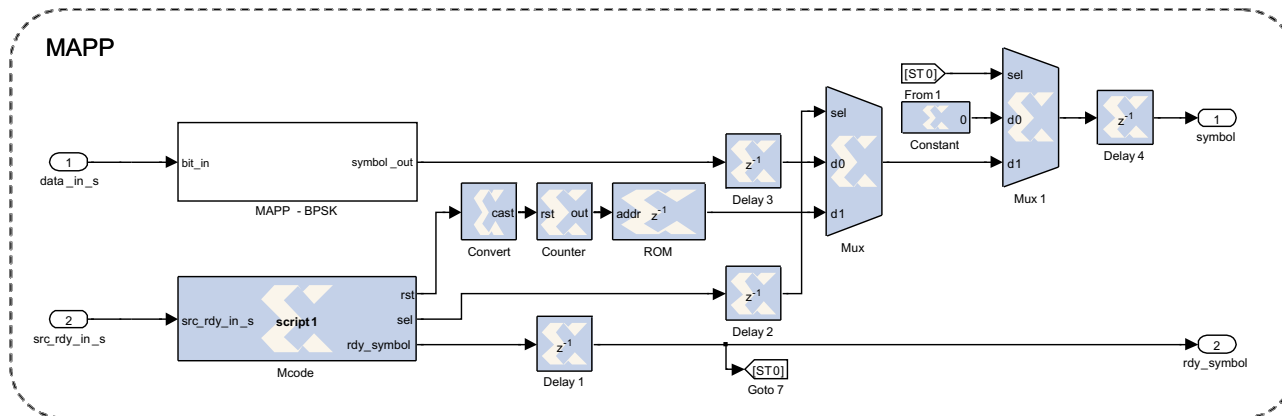 MAPP
1
data_in_s
bit_in
symbol_out
MAPP - BPSK
z-1
Delay 3
cast
Convert
rst
out
Counter
addr
z-1
ROM
sel
d0
d1
Mux
[ST0]
From 1
0
Constant
sel
d0
d1
Mux 1
z-1
Delay 4
1
symbol
2
src_rdy_in_s
src_rdy_in_s
script1
rst
sel
rdy_symbol
Mcode
z-1
Delay 2
z-1
Delay 1
[ST0]
Goto 7
2
rdy_symbol